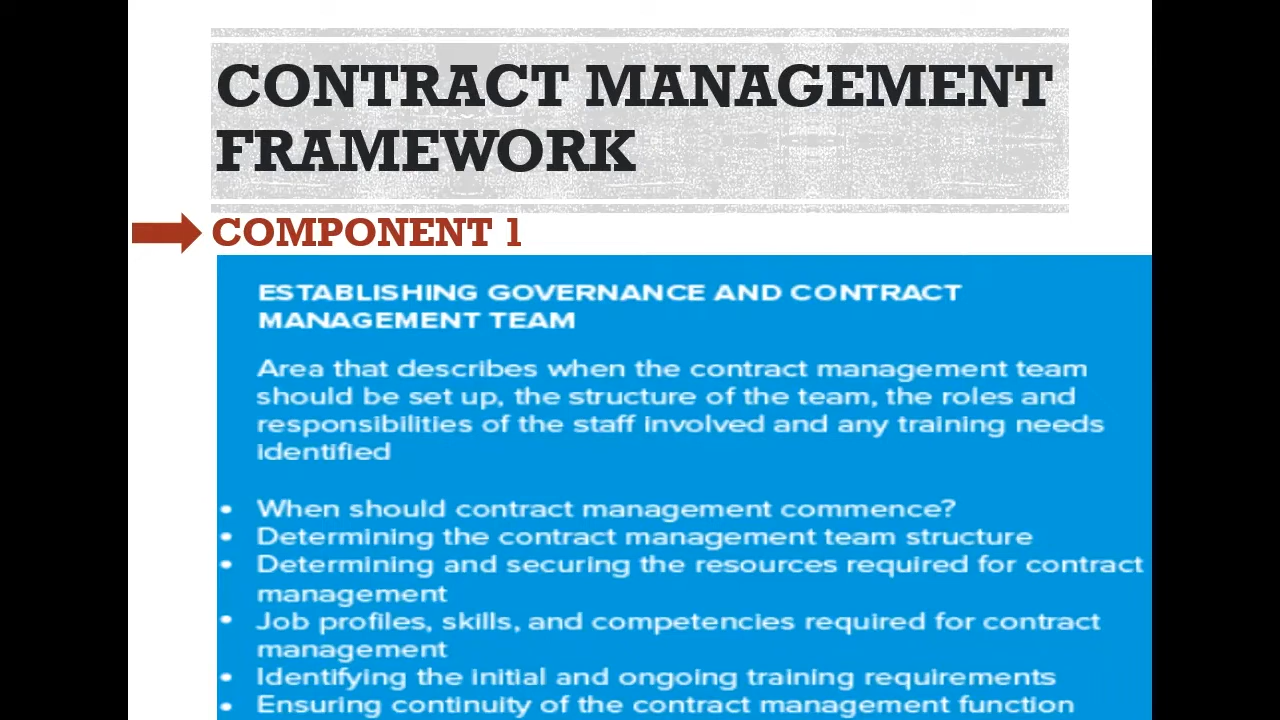 CONTRACT MANAGEMENT
FRAMEWORK
COMPONENT 1
ESTABLISHING GOVERNANCE AND CONTRACT
MANAGEMENT TEAM
Area that describes when the contract management team
should be set up, the structure of the team, the roles and
responsibilities of the staff involved and any training needs
identified
• When should contract management commence?
• Determining the contract management team structure
• Determining and securing the resources required for contract
management
• Job profiles, skills, and competencies required for contract
management
• Identifying the initial and ongoing training requirements
• Ensuring continuity of the contract management function